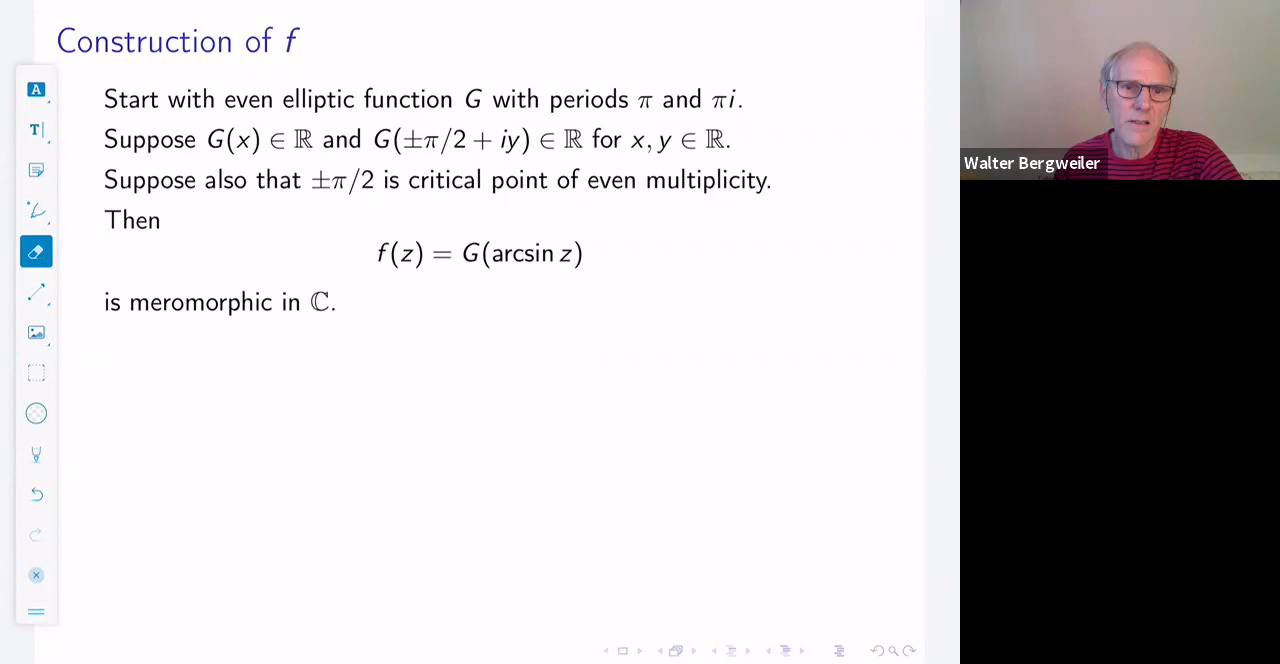 Construction of f
A
Start with even elliptic function G with periods π and πi.
T
Suppose G(x) ∈ ℝ and G(±π/2 + iy) ∈ ℝ for x, y ∈ ℝ.
Suppose also that ±π/2 is critical point of even multiplicity.
Then
f(z) = G(arcsin z)
is meromorphic in ℂ.
Walter Bergweiler